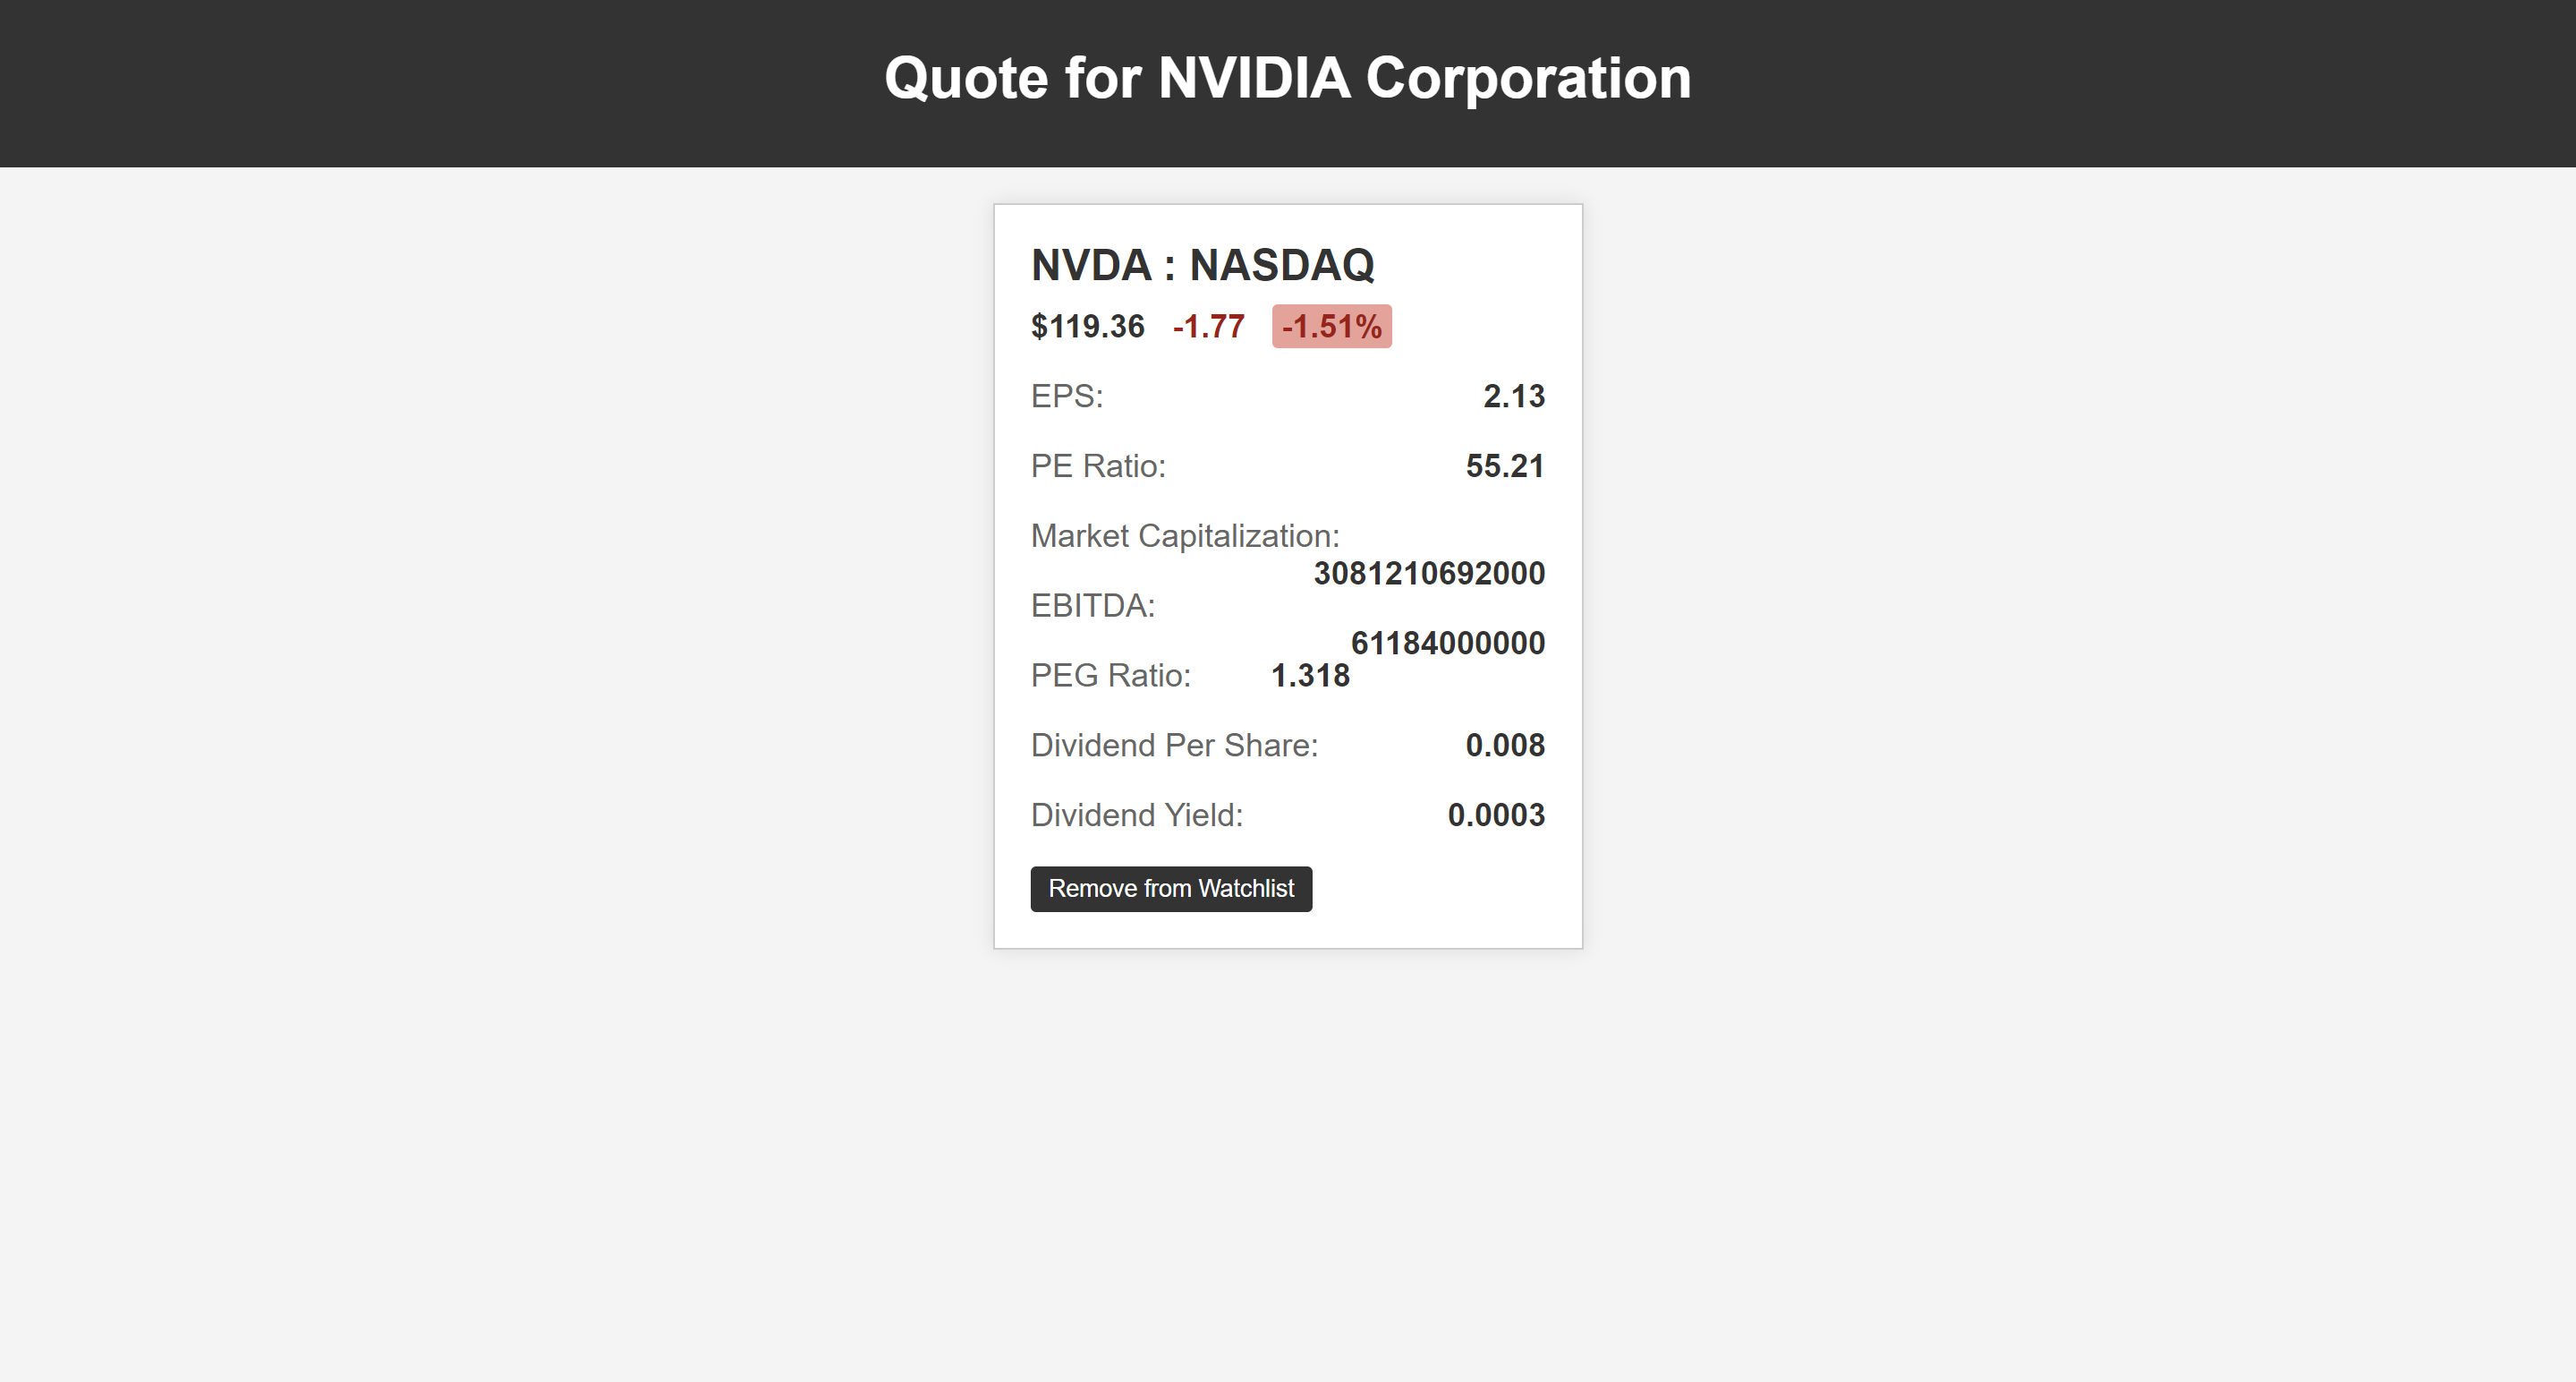 Quote for NVIDIA Corporation
NVDA : NASDAQ
$119.36 -1.77 -1.51%
EPS: 2.13
PE Ratio: 55.21
Market Capitalization:
3081210692000
EBITDA:
61184000000
PEG Ratio: 1.318
Dividend Per Share: 0.008
Dividend Yield: 0.0003
Remove from Watchlist